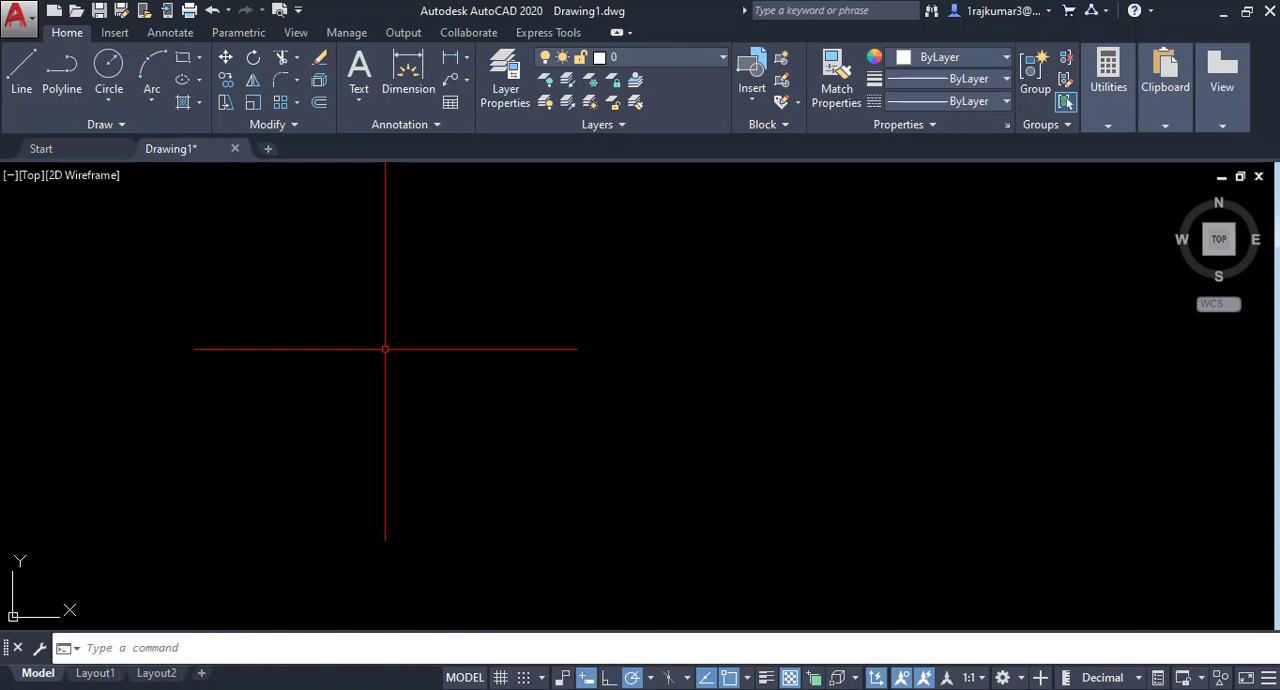 Autodesk AutoCAD 2020 Drawing1.dwg
Type a keyword or phrase
1rajkumar3@...
Home Insert Annotate Parametric View Manage Output Collaborate Express Tools
0
ByLayer
ByLayer
ByLayer
Line Polyline Circle Arc Text Dimension Layer Properties Insert Match Properties Group Utilities Clipboard View
Draw Modify Annotation Layers Block Properties Groups
Start Drawing1*
[−][Top][2D Wireframe]
N
W TOP E
S
WCS
Y
X
Type a command
Model Layout1 Layout2 MODEL 1:1 Decimal